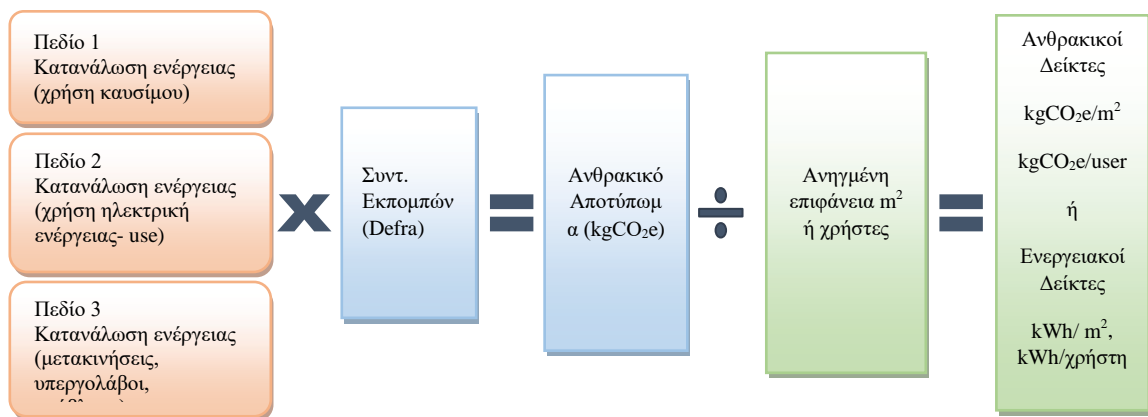 Πεδίο 1
Κατανάλωση ενέργειας
(χρήση καυσίμου)
Πεδίο 2
Κατανάλωση ενέργειας
(χρήση ηλεκτρική
ενέργειας- use)
Πεδίο 3
Κατανάλωση ενέργειας
(μετακινήσεις,
υπεργολάβοι,
×
Συντ.
Εκπομπών
(Defra)
=
Ανθρακικό
Αποτύπωμ
α (kgCO₂e)
÷
Ανηγμένη
επιφάνεια m²
ή χρήστες
=
Ανθρακικοί
Δείκτες
kgCO₂e/m²
kgCO₂e/user
ή
Ενεργειακοί
Δείκτες
kWh/ m²,
kWh/χρήστη